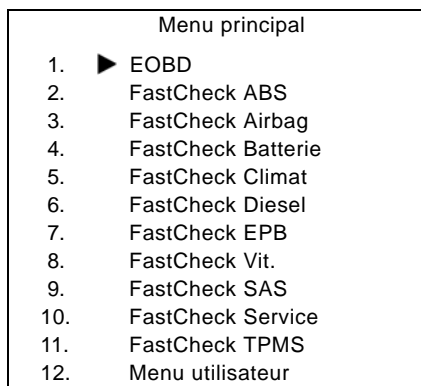 Menu principal
1. ▶ EOBD
2. FastCheck ABS
3. FastCheck Airbag
4. FastCheck Batterie
5. FastCheck Climat
6. FastCheck Diesel
7. FastCheck EPB
8. FastCheck Vit.
9. FastCheck SAS
10. FastCheck Service
11. FastCheck TPMS
12. Menu utilisateur